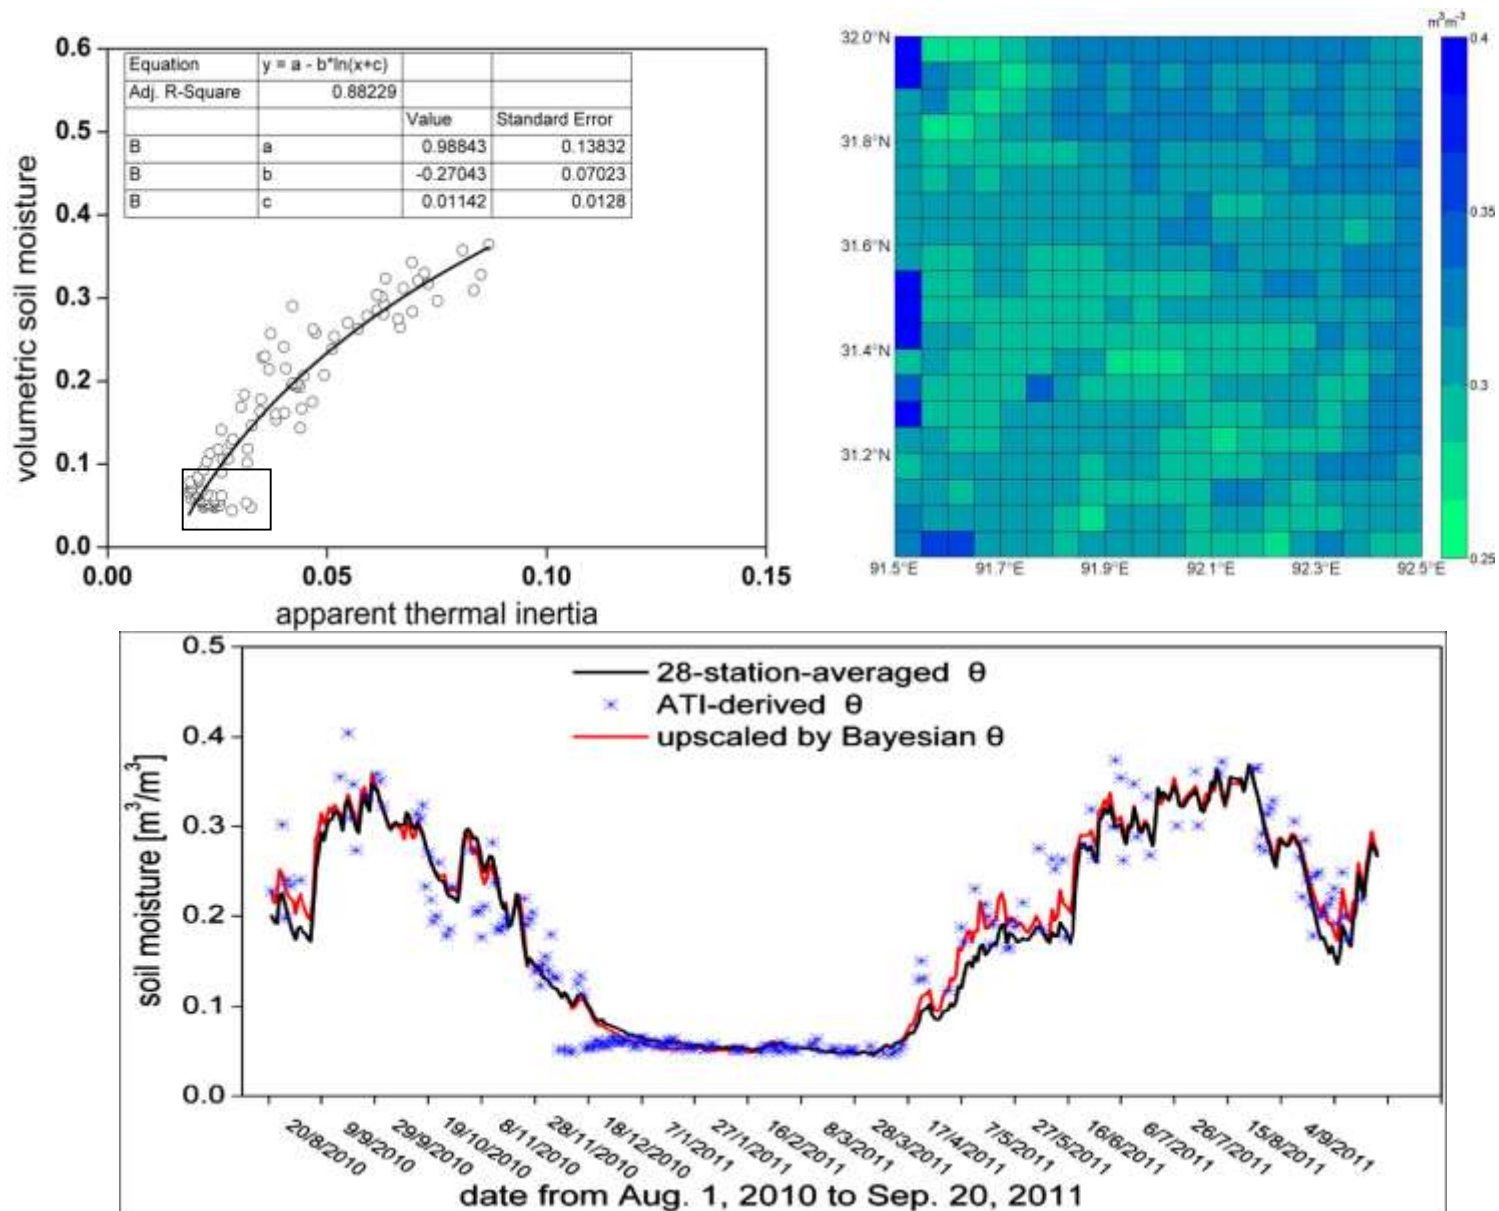 0.6
0.5
0.4
0.3
0.2
0.1
0.0
volumetric soil moisture
Equation y = a - b*ln(x+c)
Adj. R-Square 0.88229
Value Standard Error
B a 0.98843 0.13832
B b -0.27043 0.07023
B c 0.01142 0.0128
0.00 0.05 0.10 0.15
apparent thermal inertia
m³m⁻³
32.0°N
31.8°N
31.6°N
31.4°N
31.2°N
91.5°E 91.7°E 91.9°E 92.1°E 92.3°E 92.5°E
0.4
0.35
0.3
0.25
0.5
0.4
0.3
0.2
0.1
0.0
soil moisture [m³/m³]
28-station-averaged θ
ATI-derived θ
upscaled by Bayesian θ
20/8/2010 9/9/2010 29/9/2010 19/10/2010 8/11/2010 28/11/2010 18/12/2010 7/1/2011 27/1/2011 16/2/2011 8/3/2011 28/3/2011 17/4/2011 7/5/2011 27/5/2011 16/6/2011 6/7/2011 26/7/2011 15/8/2011 4/9/2011
date from Aug. 1, 2010 to Sep. 20, 2011